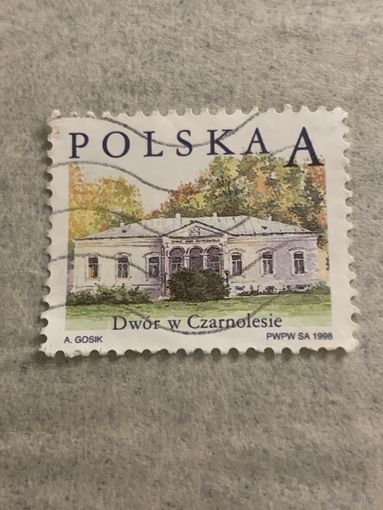 POLSKA A
Dwór w Czarnolesie
A. GOSIK PWPW SA 1998